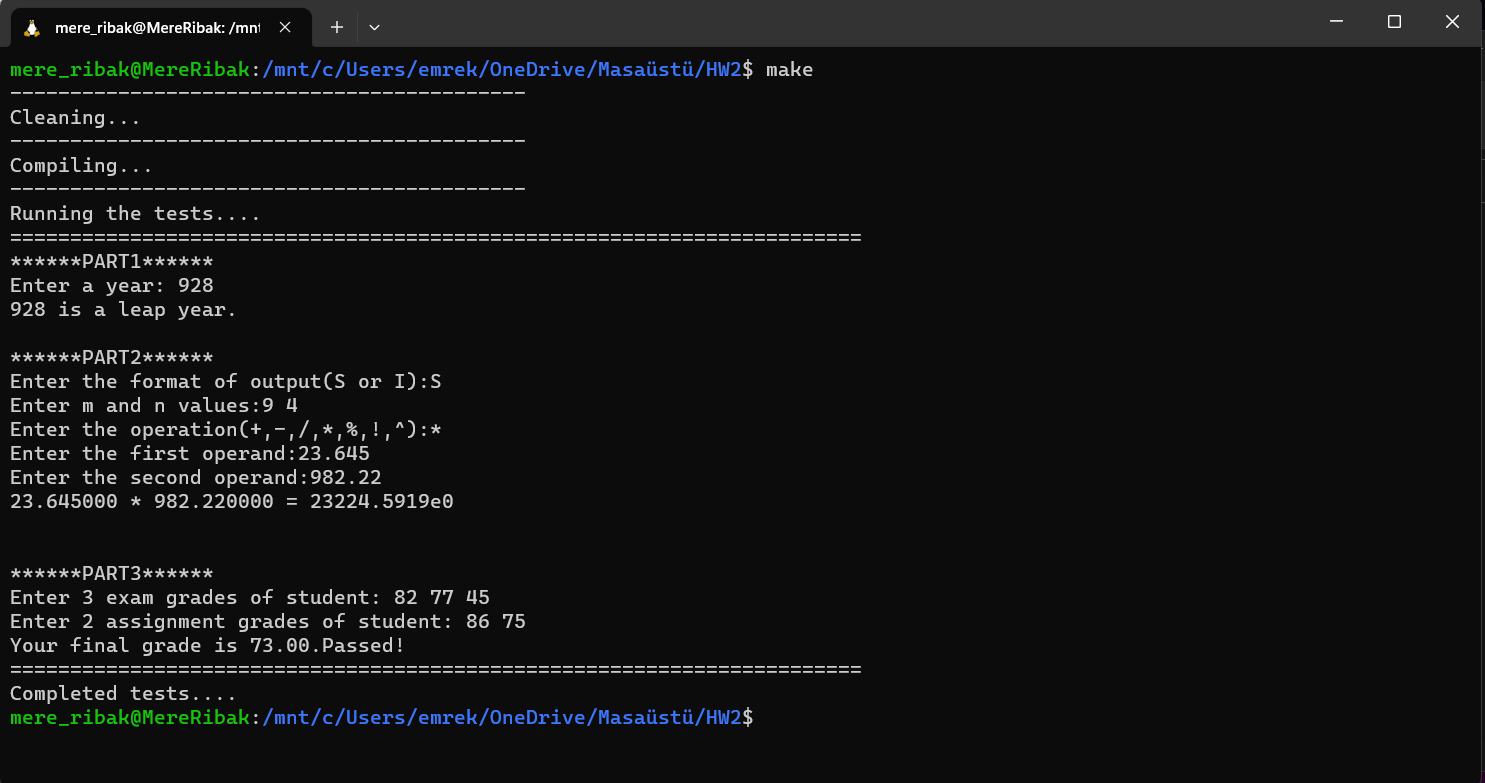 mere_ribak@MereRibak: /mnt
mere_ribak@MereRibak:/mnt/c/Users/emrek/OneDrive/Masaüstü/HW2$ make
-------------------------------------------
Cleaning...
-------------------------------------------
Compiling...
-------------------------------------------
Running the tests....
=======================================================================
******PART1******
Enter a year: 928
928 is a leap year.
******PART2******
Enter the format of output(S or I):S
Enter m and n values:9 4
Enter the operation(+,-,/,*,%,!,^):*
Enter the first operand:23.645
Enter the second operand:982.22
23.645000 * 982.220000 = 23224.5919e0
******PART3******
Enter 3 exam grades of student: 82 77 45
Enter 2 assignment grades of student: 86 75
Your final grade is 73.00.Passed!
=======================================================================
Completed tests....
mere_ribak@MereRibak:/mnt/c/Users/emrek/OneDrive/Masaüstü/HW2$